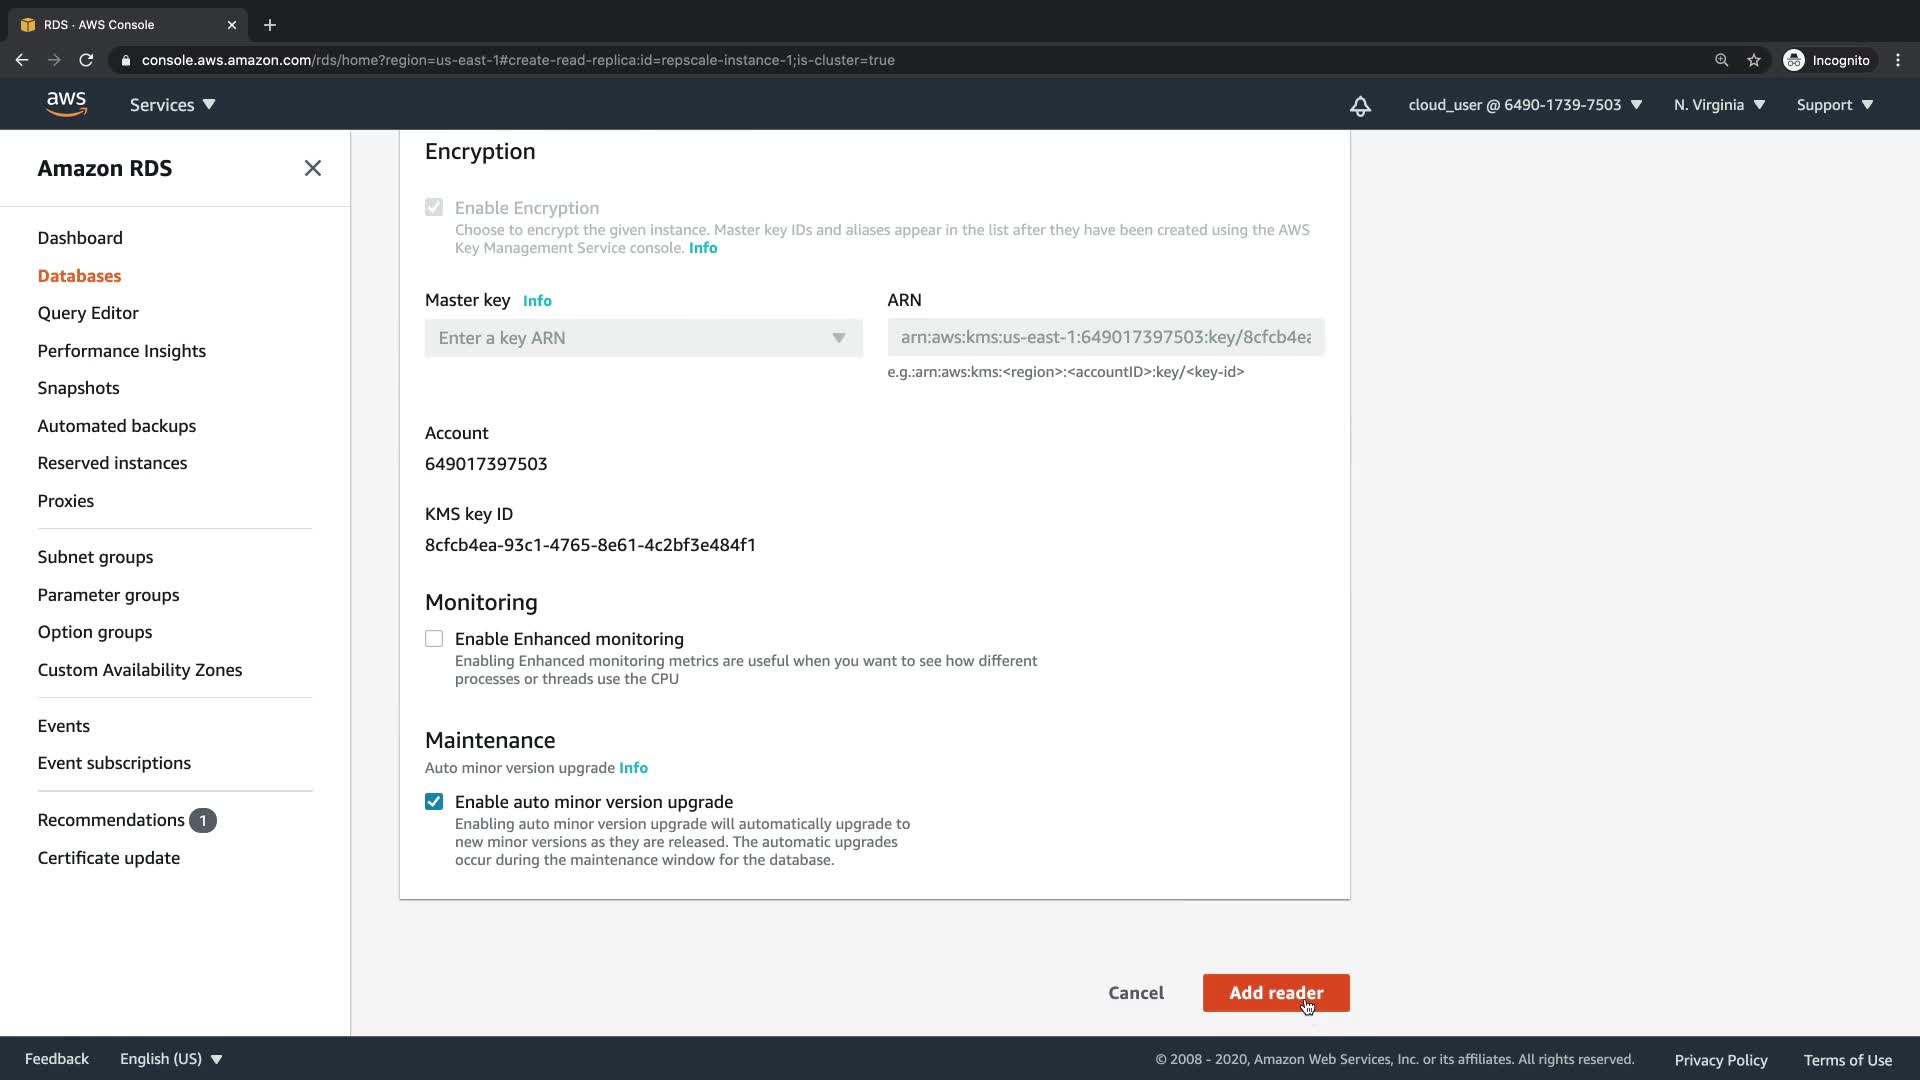 RDS · AWS Console
console.aws.amazon.com/rds/home?region=us-east-1#create-read-replica:id=repscale-instance-1;is-cluster=true
Incognito
aws
Services
cloud_user @ 6490-1739-7503
N. Virginia
Support
Amazon RDS
Dashboard
Databases
Query Editor
Performance Insights
Snapshots
Automated backups
Reserved instances
Proxies
Subnet groups
Parameter groups
Option groups
Custom Availability Zones
Events
Event subscriptions
Recommendations 1
Certificate update
Encryption
Enable Encryption
Choose to encrypt the given instance. Master key IDs and aliases appear in the list after they have been created using the AWS
Key Management Service console. Info
Master key Info
Enter a key ARN
ARN
arn:aws:kms:us-east-1:649017397503:key/8cfcb4ea
e.g.:arn:aws:kms:<region>:<accountID>:key/<key-id>
Account
649017397503
KMS key ID
8cfcb4ea-93c1-4765-8e61-4c2bf3e484f1
Monitoring
Enable Enhanced monitoring
Enabling Enhanced monitoring metrics are useful when you want to see how different
processes or threads use the CPU
Maintenance
Auto minor version upgrade Info
Enable auto minor version upgrade
Enabling auto minor version upgrade will automatically upgrade to
new minor versions as they are released. The automatic upgrades
occur during the maintenance window for the database.
Cancel
Add reader
Feedback
English (US)
© 2008 - 2020, Amazon Web Services, Inc. or its affiliates. All rights reserved.
Privacy Policy
Terms of Use